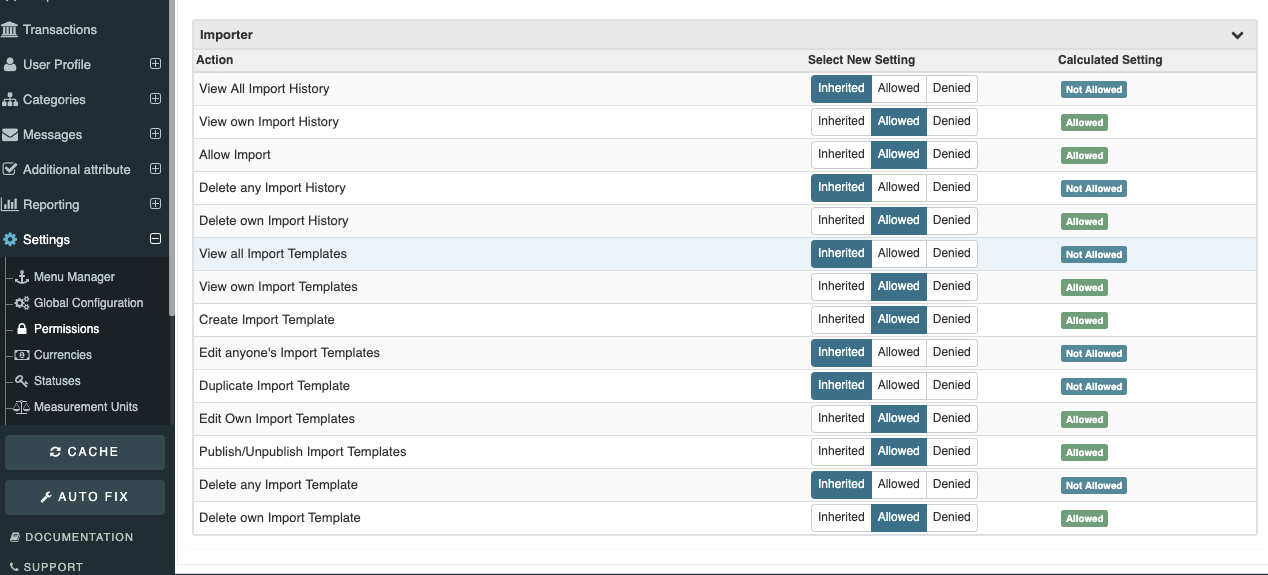 Transactions
User Profile
Categories
Messages
Additional attribute
Reporting
Settings
Menu Manager
Global Configuration
Permissions
Currencies
Statuses
Measurement Units
CACHE
AUTO FIX
DOCUMENTATION
SUPPORT
Importer
Action Select New Setting Calculated Setting
View All Import History Inherited Allowed Denied Not Allowed
View own Import History Inherited Allowed Denied Allowed
Allow Import Inherited Allowed Denied Allowed
Delete any Import History Inherited Allowed Denied Not Allowed
Delete own Import History Inherited Allowed Denied Allowed
View all Import Templates Inherited Allowed Denied Not Allowed
View own Import Templates Inherited Allowed Denied Allowed
Create Import Template Inherited Allowed Denied Allowed
Edit anyone's Import Templates Inherited Allowed Denied Not Allowed
Duplicate Import Template Inherited Allowed Denied Not Allowed
Edit Own Import Templates Inherited Allowed Denied Allowed
Publish/Unpublish Import Templates Inherited Allowed Denied Allowed
Delete any Import Template Inherited Allowed Denied Not Allowed
Delete own Import Template Inherited Allowed Denied Allowed